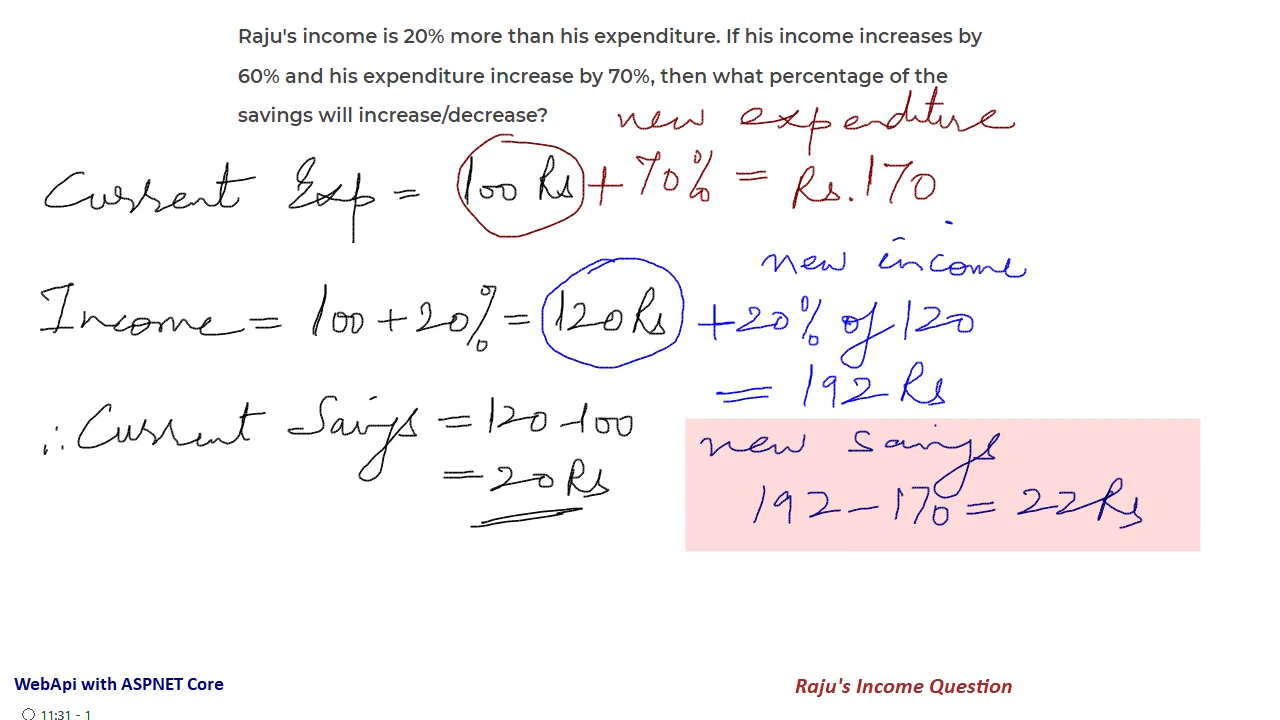 Raju's income is 20% more than his expenditure. If his income increases by
60% and his expenditure increase by 70%, then what percentage of the
savings will increase/decrease?
new expenditure
Current Exp = 100 Rs + 70% = Rs. 170
new income
Income = 100 + 20% = 120 Rs + 20% of 120
= 192 Rs
∴ Current Savigs = 120 - 100
= 20 Rs
new savigs
192 - 170 = 22 Rs
WebApi with ASPNET Core
Raju's Income Question
11:31 - 1